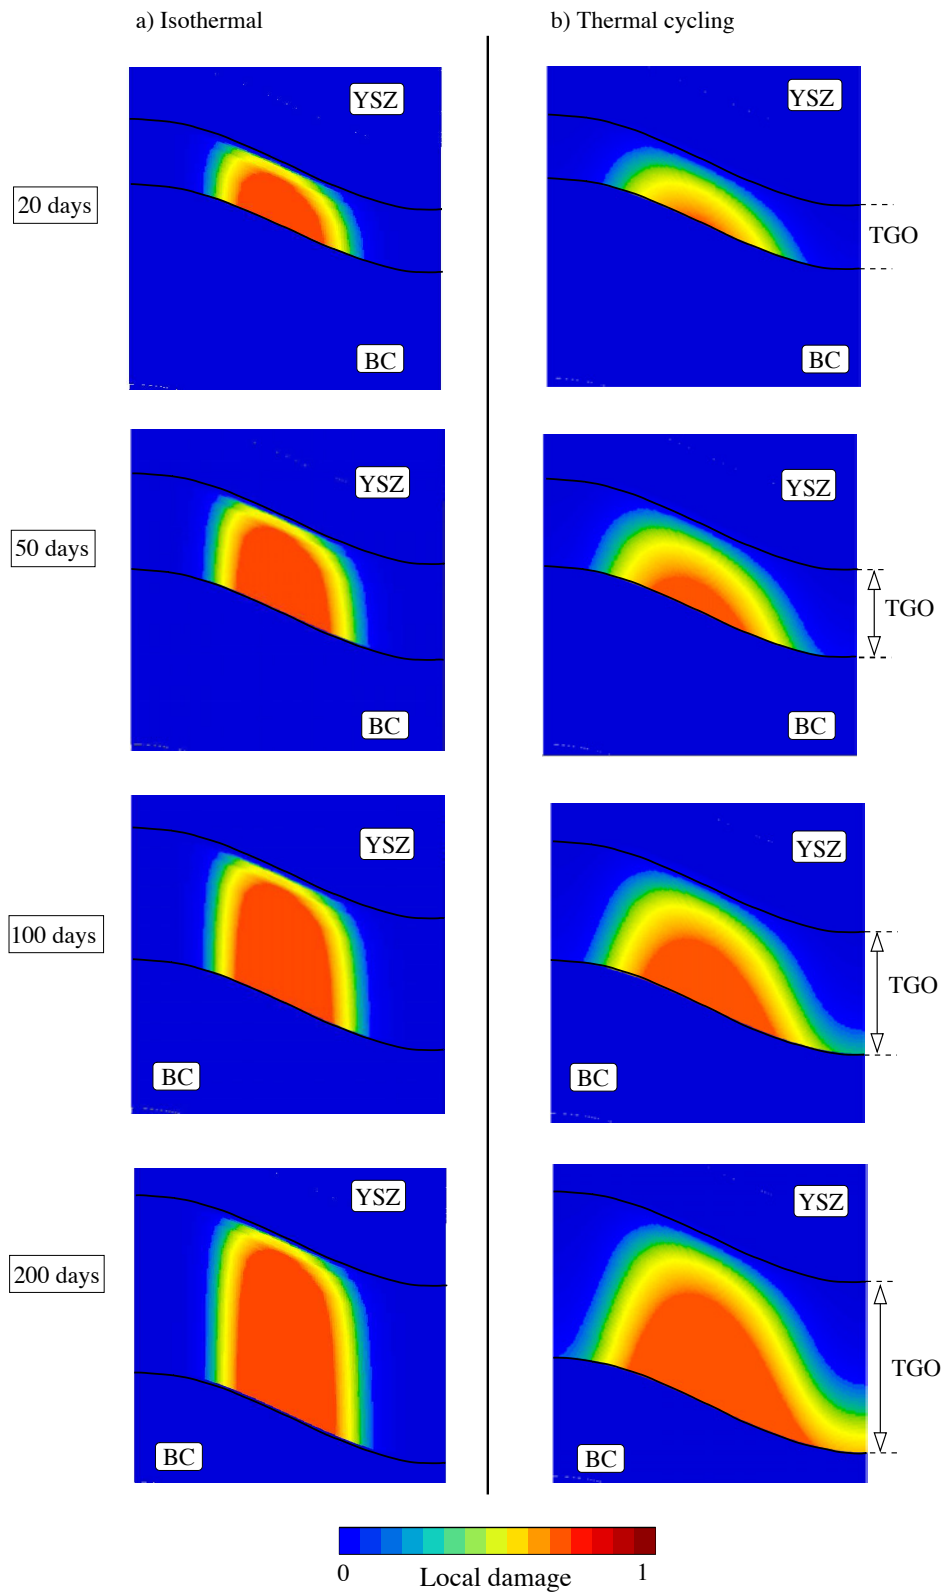 a) Isothermal
b) Thermal cycling
YSZ
YSZ
20 days
TGO
BC
BC
YSZ
YSZ
50 days
TGO
BC
BC
YSZ
YSZ
100 days
TGO
BC
BC
YSZ
YSZ
200 days
TGO
BC
BC
0
1
Local damage